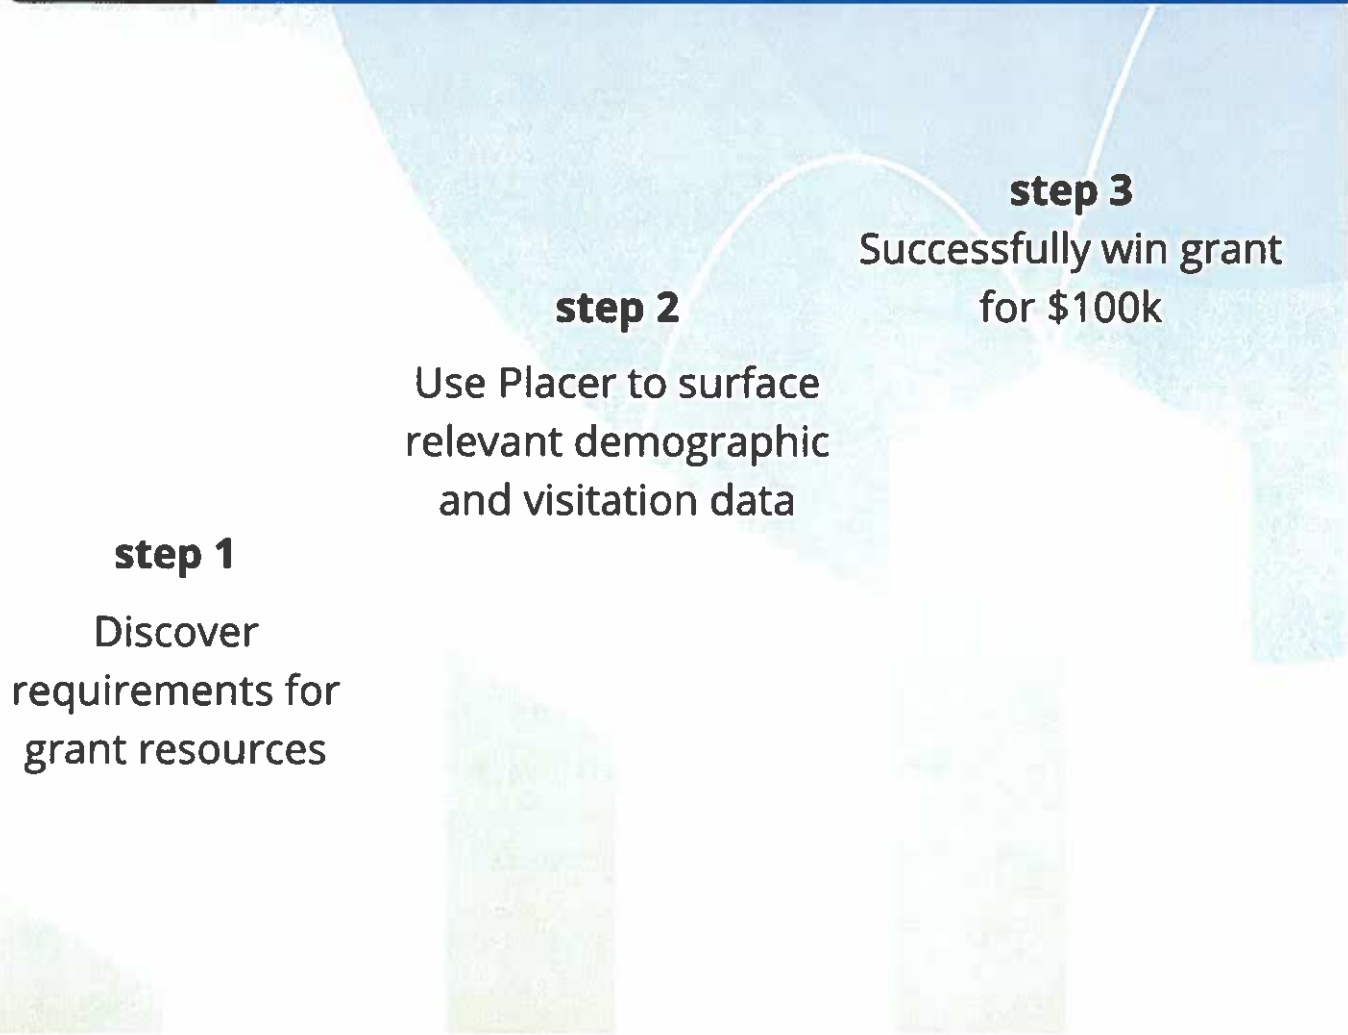 step 1
Discover
requirements for
grant resources
step 2
Use Placer to surface
relevant demographic
and visitation data
step 3
Successfully win grant
for $100k